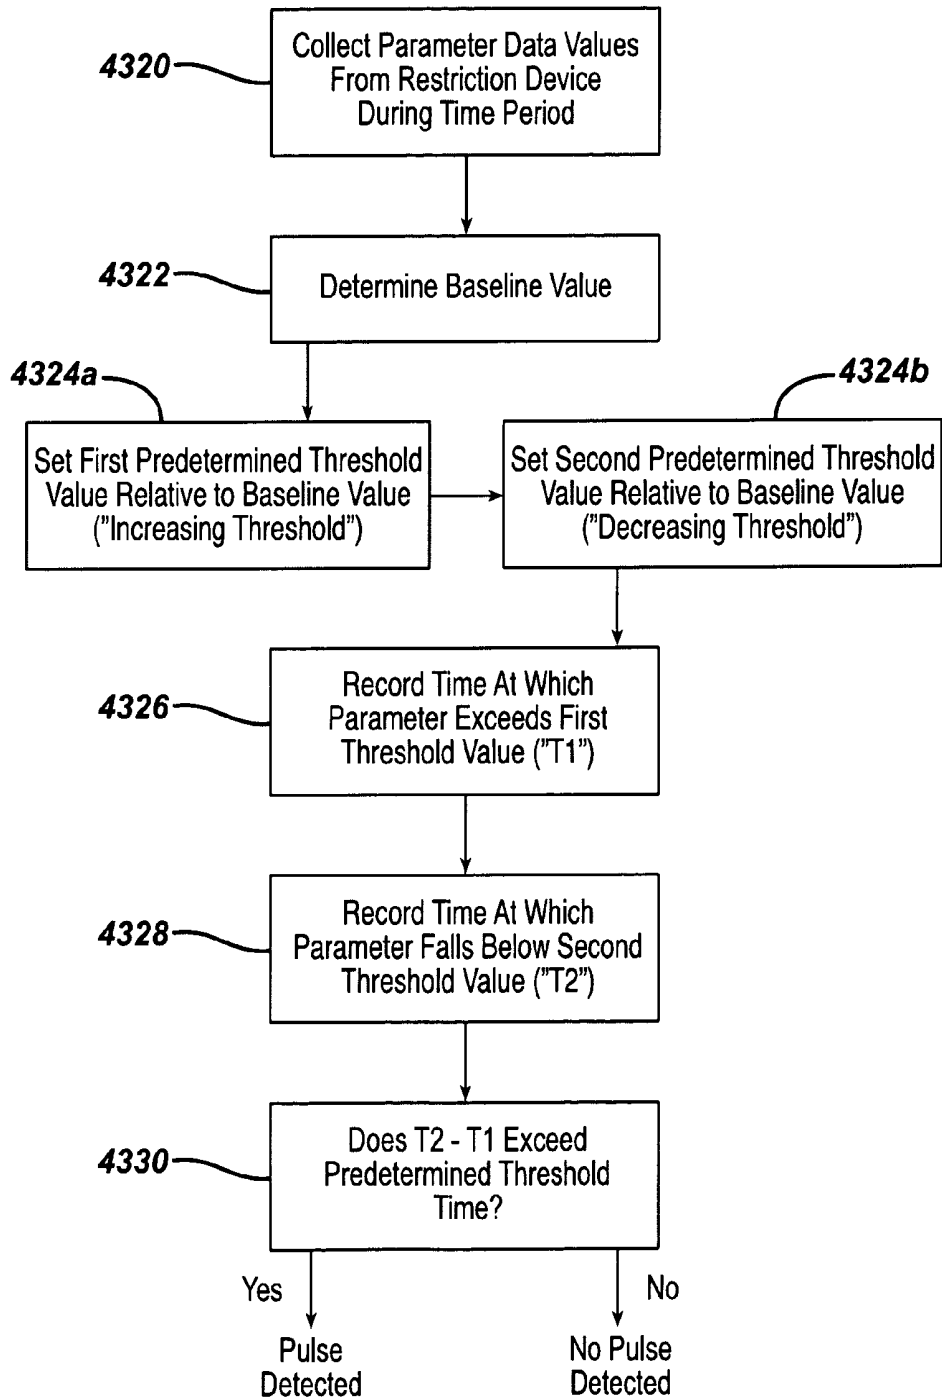 4320
Collect Parameter Data Values
From Restriction Device
During Time Period
4322
Determine Baseline Value
4324a
Set First Predetermined Threshold
Value Relative to Baseline Value
("Increasing Threshold")
4324b
Set Second Predetermined Threshold
Value Relative to Baseline Value
("Decreasing Threshold")
4326
Record Time At Which
Parameter Exceeds First
Threshold Value ("T1")
4328
Record Time At Which
Parameter Falls Below Second
Threshold Value ("T2")
4330
Does T2 - T1 Exceed
Predetermined Threshold
Time?
Yes
No
Pulse
Detected
No Pulse
Detected